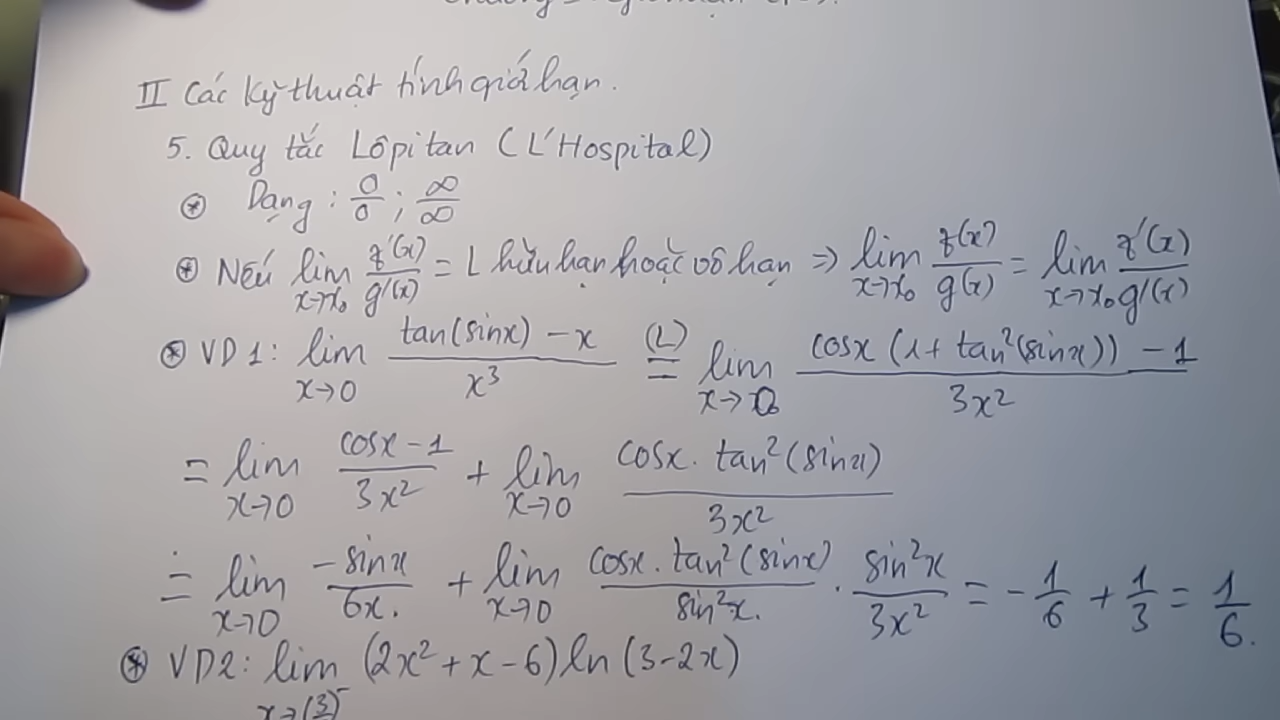 II Các kỹ thuật tính giới hạn.
5. Quy tắc Lôpitan (L'Hospital)
⊛ Dạng : 0/0 ; ∞/∞
⊛ Nếu lim x→x₀ f'(x)/g'(x) = L hữu hạn hoặc vô hạn => lim x→x₀ f(x)/g(x) = lim x→x₀ f'(x)/g'(x)
⊛ VD1: lim x→0 (tan(sinx) - x)/x³ (L) = lim x→0 (cosx (1 + tan²(sinx)) - 1)/3x²
= lim x→0 (cosx - 1)/3x² + lim x→0 (cosx. tan²(sinx))/3x²
= lim x→0 -sinx/6x. + lim x→0 (cosx. tan²(sinx))/sin²x. . sin²x/3x² = - 1/6 + 1/3 = 1/6.
⊛ VD2: lim x→(3/ )⁻ (2x² + x - 6) ln (3 - 2x)